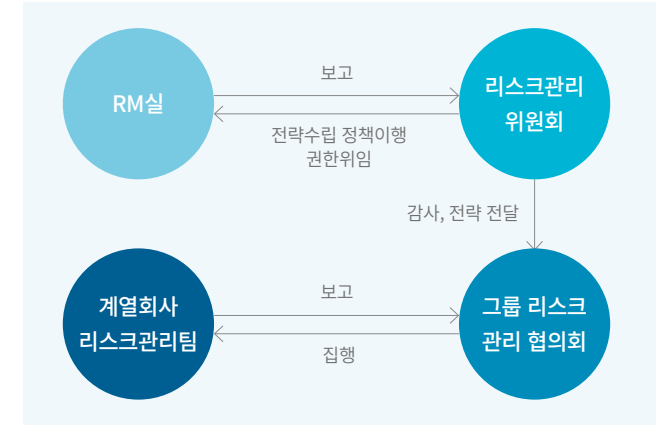 RM실
보고
전략수립 정책이행
권한위임
리스크관리
위원회
감사, 전략 전달
계열회사
리스크관리팀
보고
집행
그룹 리스크
관리 협의회